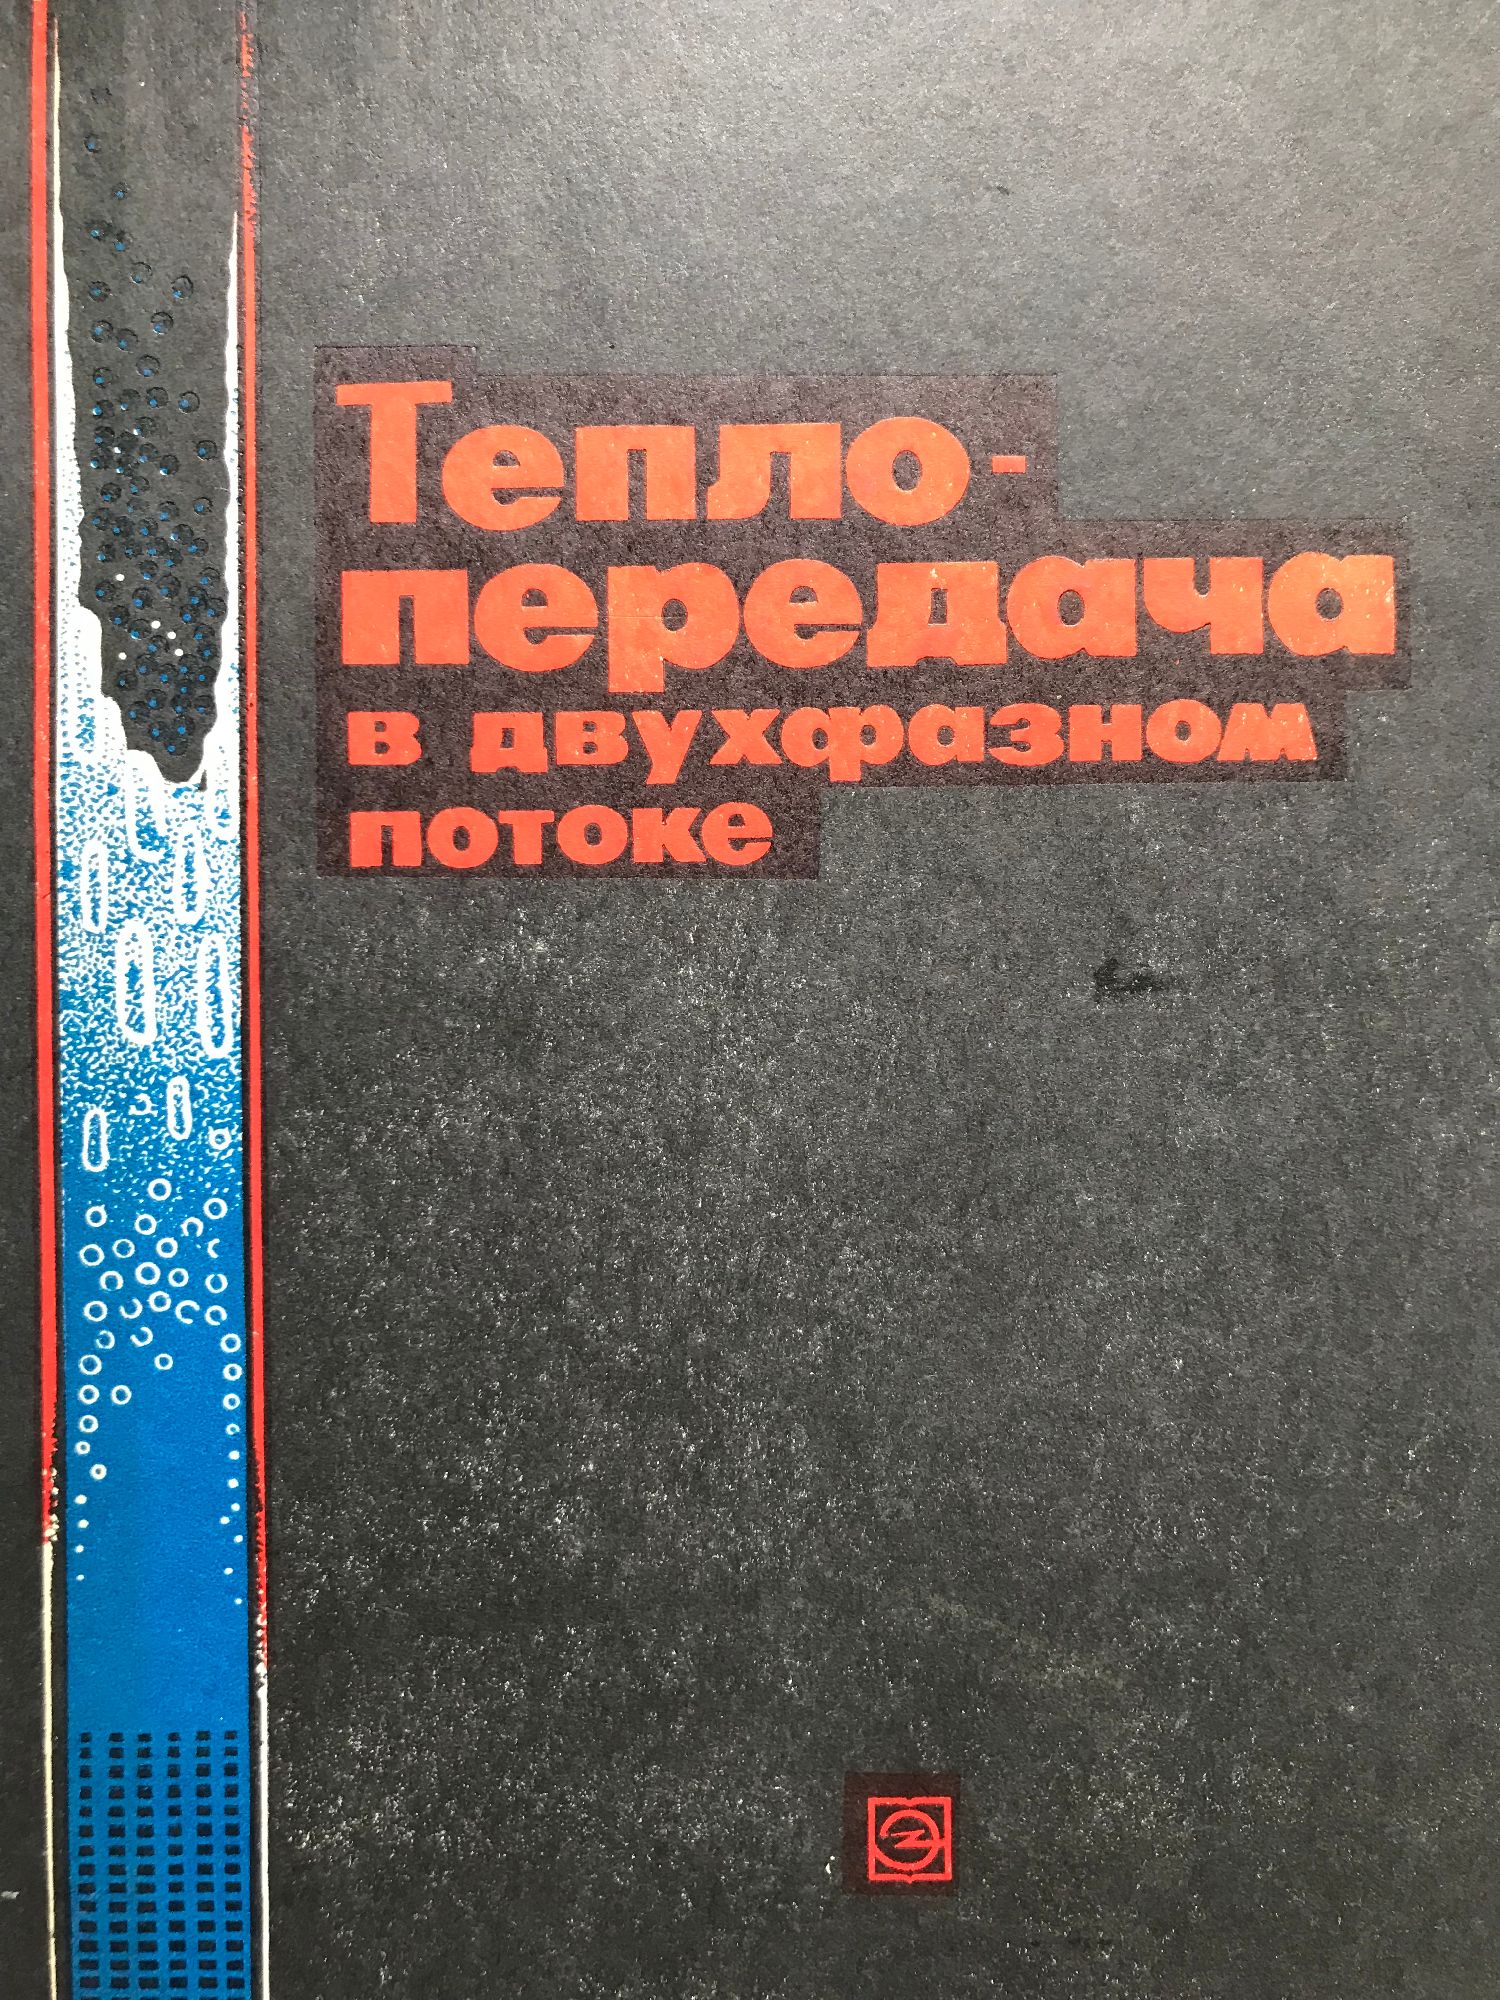 Тепло-
передача
в двухфазном
потоке